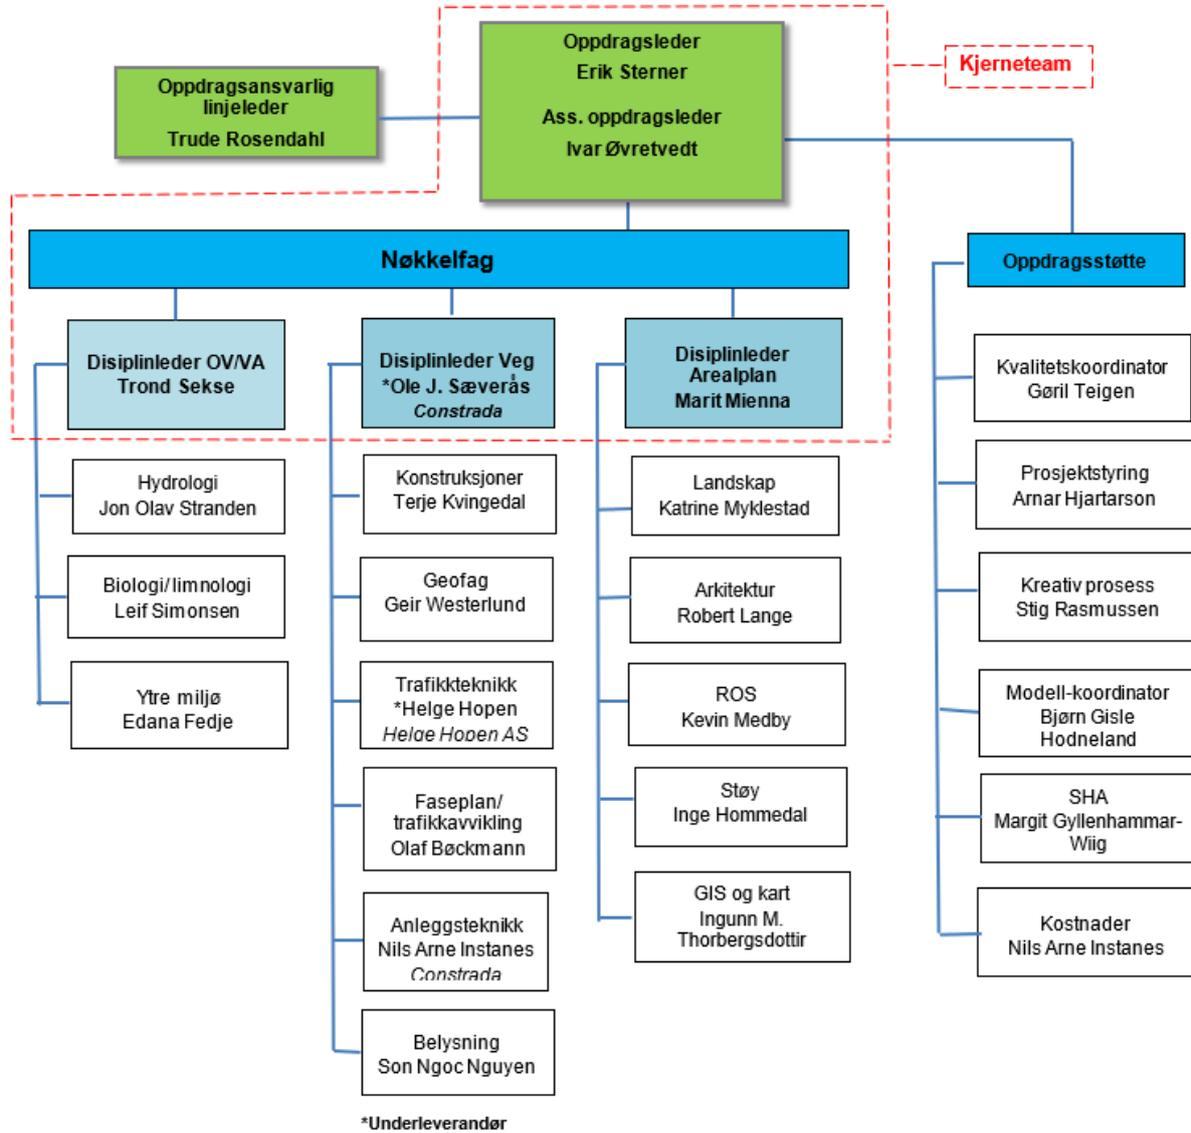 Oppdragsleder
Erik Sterner
Ass. oppdragsleder
Ivar Øvretvedt
Kjerneteam
Oppdragsansvarlig
linjeleder
Trude Rosendahl
Nøkkelfag
Oppdragsstøtte
Disiplinleder OV/VA
Trond Sekse
Hydrologi
Jon Olav Stranden
Biologi/limnologi
Leif Simonsen
Ytre miljø
Edana Fedje
Disiplinleder Veg
*Ole J. Sæverås
Constrada
Konstruksjoner
Terje Kvingedal
Geofag
Geir Westerlund
Trafikkteknikk
*Helge Hopen
Helge Hopen AS
Faseplan/
trafikkavvikling
Olaf Bøckmann
Anleggsteknikk
Nils Arne Instanes
Constrada
Belysning
Son Ngoc Nguyen
*Underleverandør
Disiplinleder
Arealplan
Marit Mienna
Landskap
Katrine Myklestad
Arkitektur
Robert Lange
ROS
Kevin Medby
Støy
Inge Hommedal
GIS og kart
Ingunn M.
Thorbergsdottir
Kvalitetskoordinator
Gøril Teigen
Prosjektstyring
Arnar Hjartarson
Kreativ prosess
Stig Rasmussen
Modell-koordinator
Bjørn Gisle
Hodneland
SHA
Margit Gyllenhammar-
Wiig
Kostnader
Nils Arne Instanes